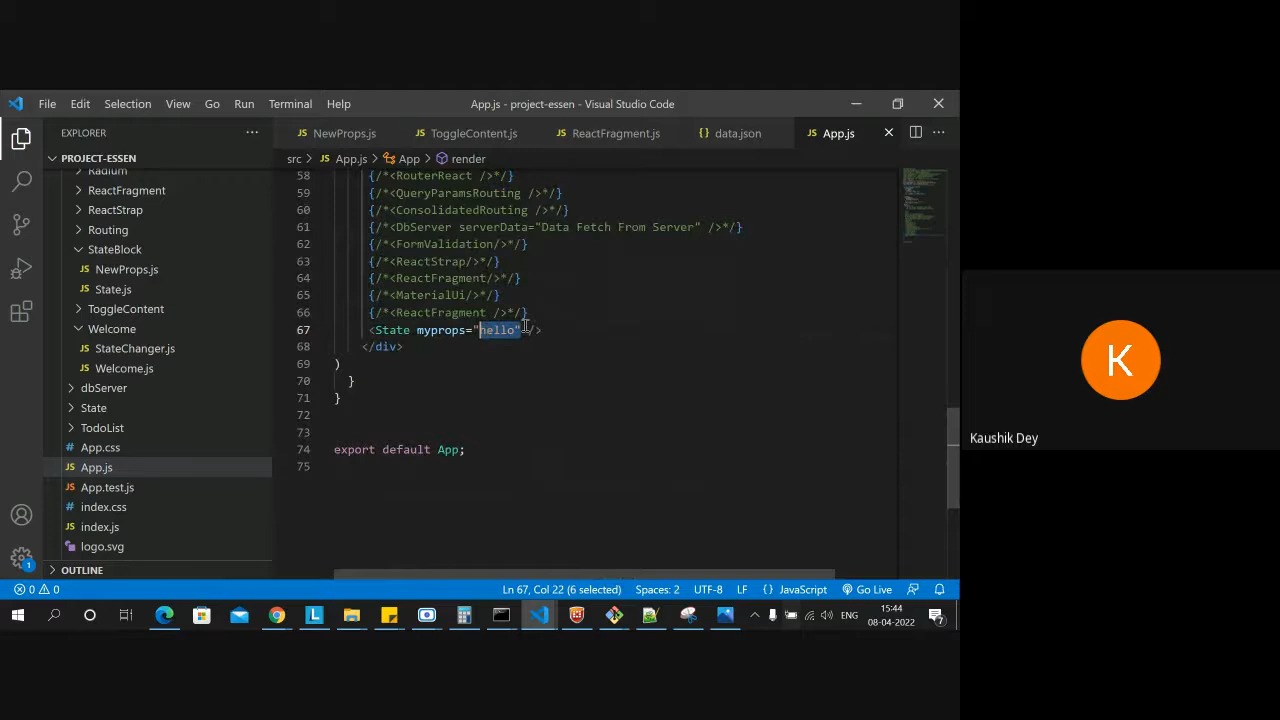 File Edit Selection View Go Run Terminal Help
App.js - project-essen - Visual Studio Code
EXPLORER
NewProps.js ToggleContent.js ReactFragment.js data.json App.js
PROJECT-ESSEN
src > App.js > App > render
Radium
ReactFragment
ReactStrap
Routing
StateBlock
NewProps.js
State.js
ToggleContent
Welcome
StateChanger.js
Welcome.js
dbServer
State
TodoList
App.css
App.js
App.test.js
index.css
index.js
logo.svg
OUTLINE
58 {/*<RouterReact />*/}
59 {/*<QueryParamsRouting />*/}
60 {/*<ConsolidatedRouting />*/}
61 {/*<DbServer serverData="Data Fetch From Server" />*/}
62 {/*<FormValidation/>*/}
63 {/*<ReactStrap/>*/}
64 {/*<ReactFragment/>*/}
65 {/*<MaterialUi/>*/}
66 {/*<ReactFragment />*/}
67 <State myprops="hello" />
68 </div>
69 )
70 }
71 }
72
73
74 export default App;
75
0 0 Ln 67, Col 22 (6 selected) Spaces: 2 UTF-8 LF {} JavaScript Go Live
1
ENG 15:44 08-04-2022 7
K
Kaushik Dey